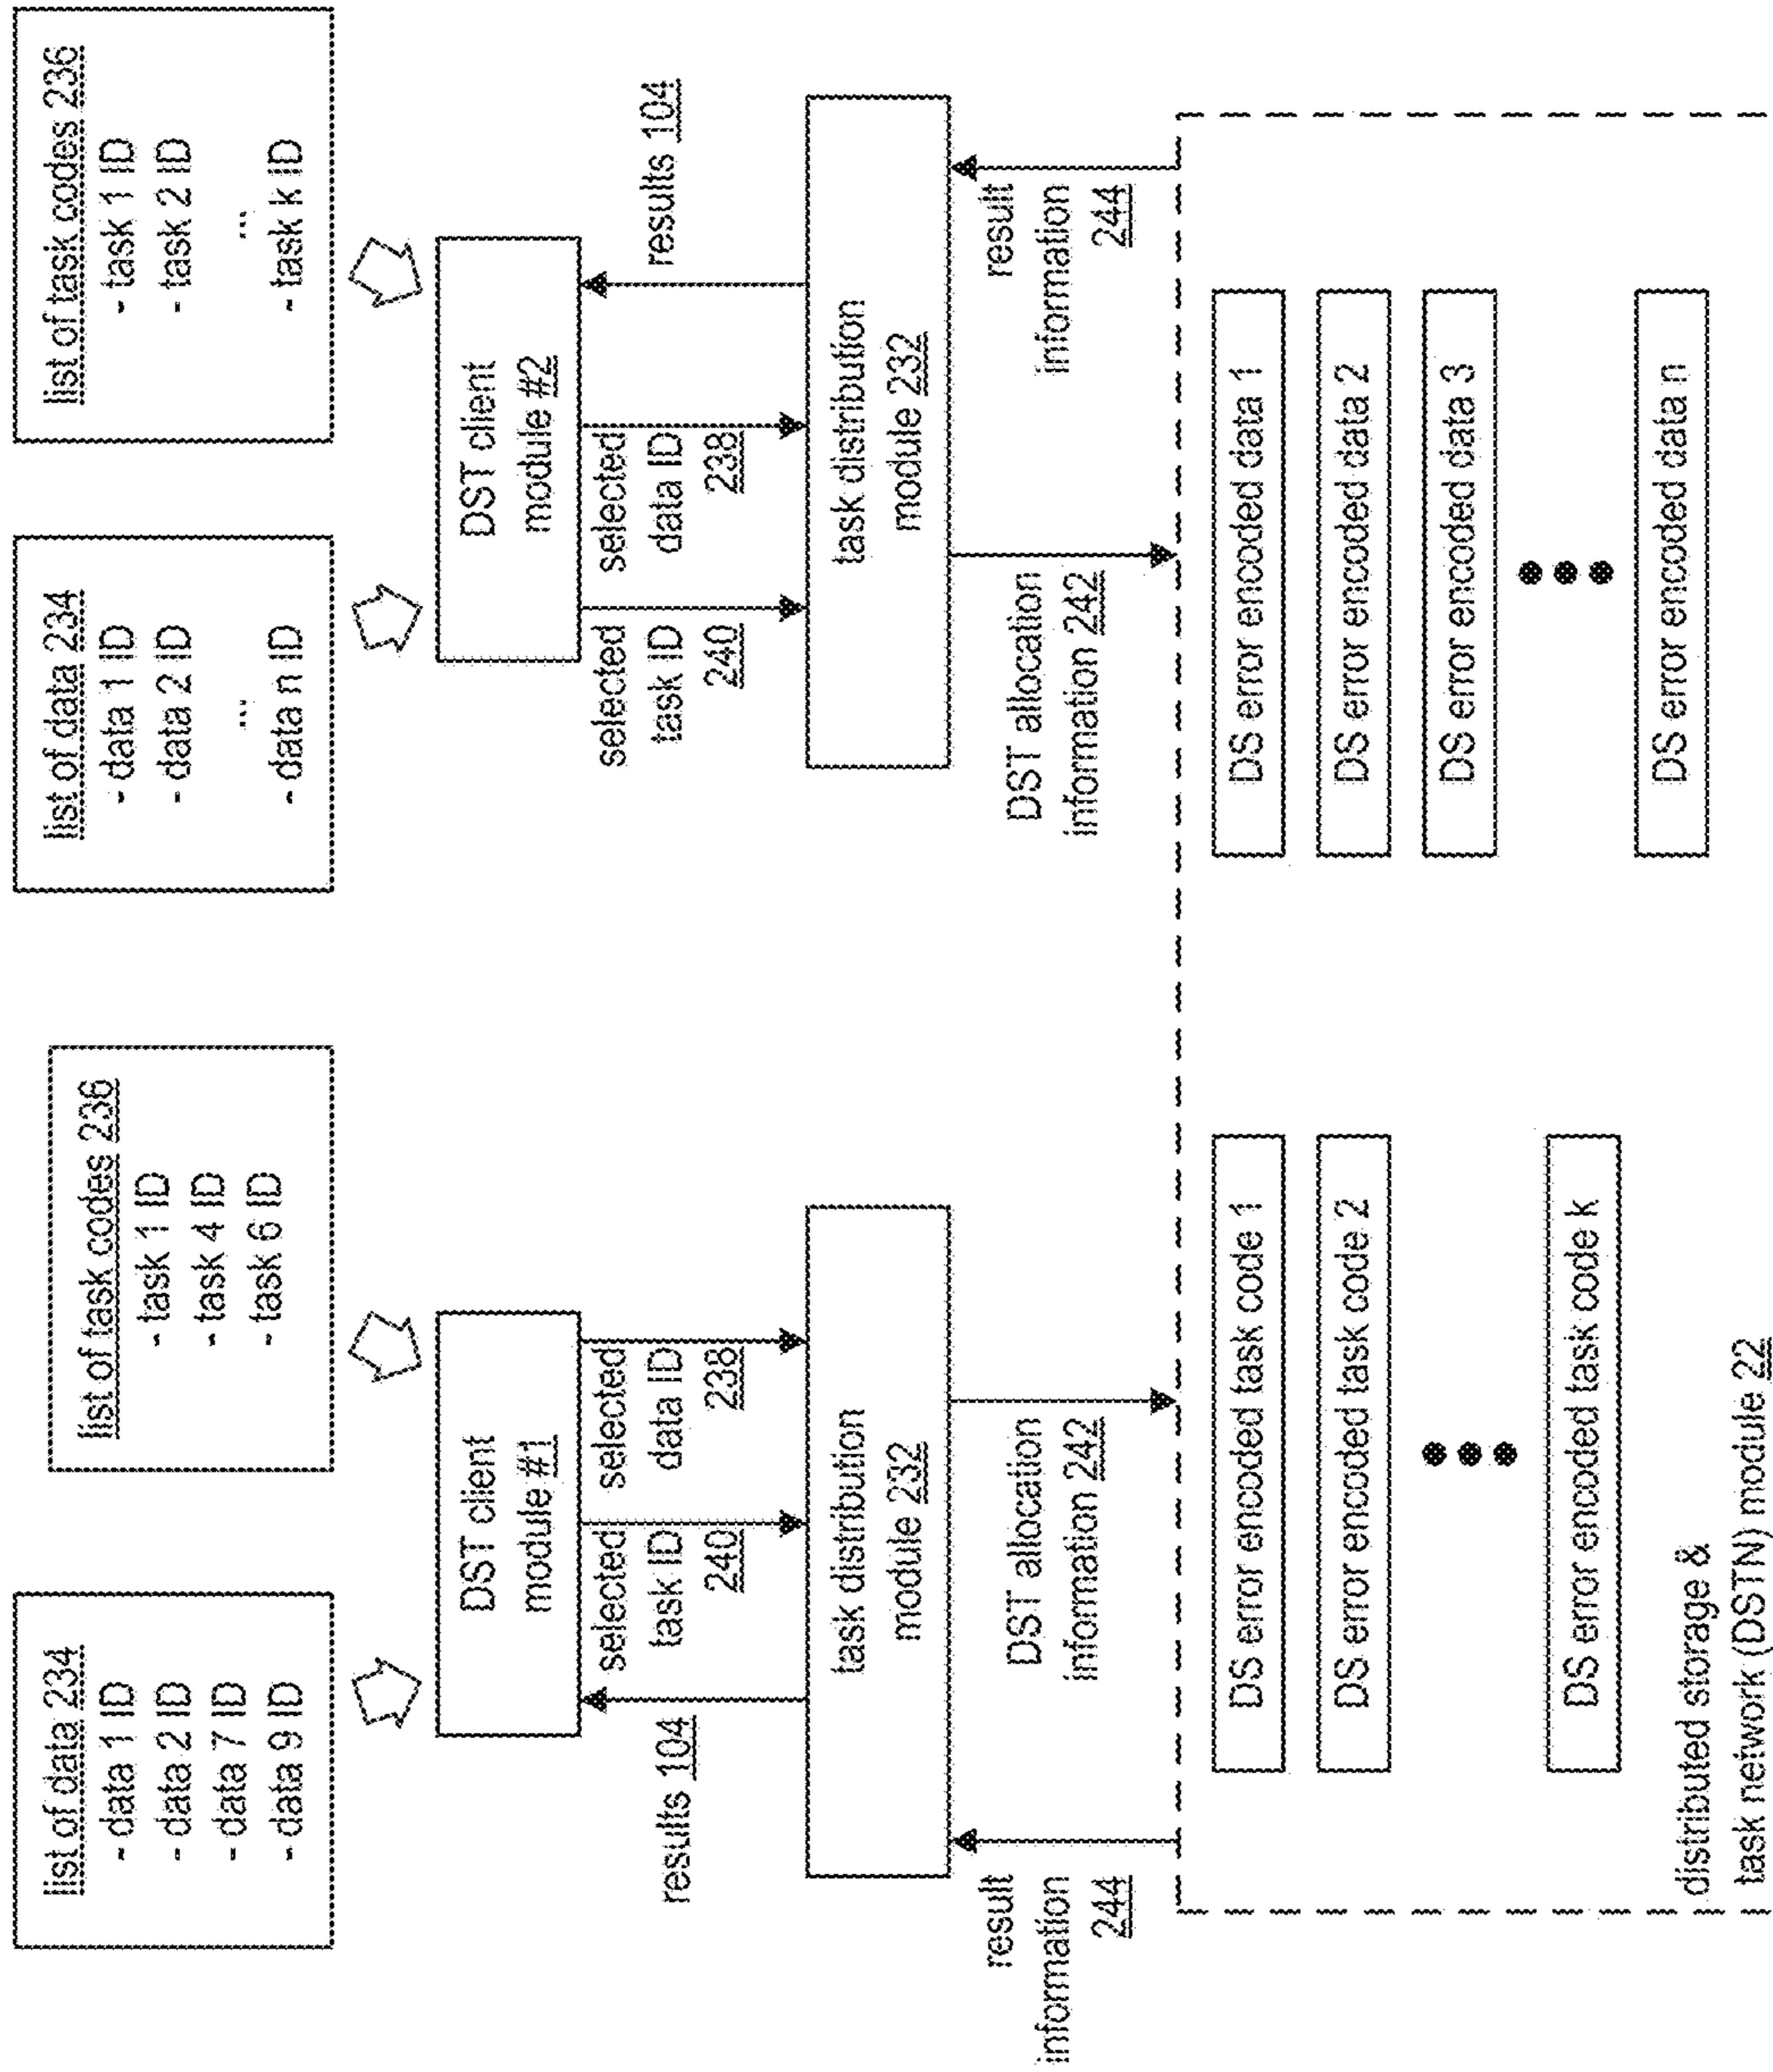 list of data 234
- data 1 ID
- data 2 ID
- data 7 ID
- data 9 ID
list of task codes 236
- task 1 ID
- task 4 ID
- task 6 ID
list of data 234
- data 1 ID
- data 2 ID
...
- data n ID
list of task codes 236
- task 1 ID
- task 2 ID
...
- task k ID
DST client
module #1
DST client
module #2
results 104
selected
task ID
240
selected
data ID
238
selected
task ID
240
selected
data ID
238
results 104
task distribution
module 232
task distribution
module 232
result
information
244
DST allocation
information 242
DST allocation
information 242
result
information
244
DS error encoded task code 1
DS error encoded task code 2
DS error encoded task code k
DS error encoded data 1
DS error encoded data 2
DS error encoded data 3
DS error encoded data n
distributed storage &
task network (DSTN) module 22